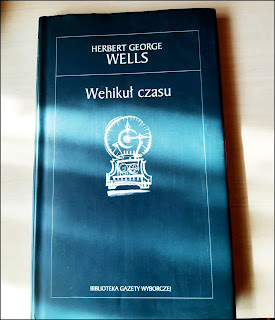 HERBERT GEORGE
WELLS
Wehikuł czasu
BIBLIOTEKA GAZETY WYBORCZEJ